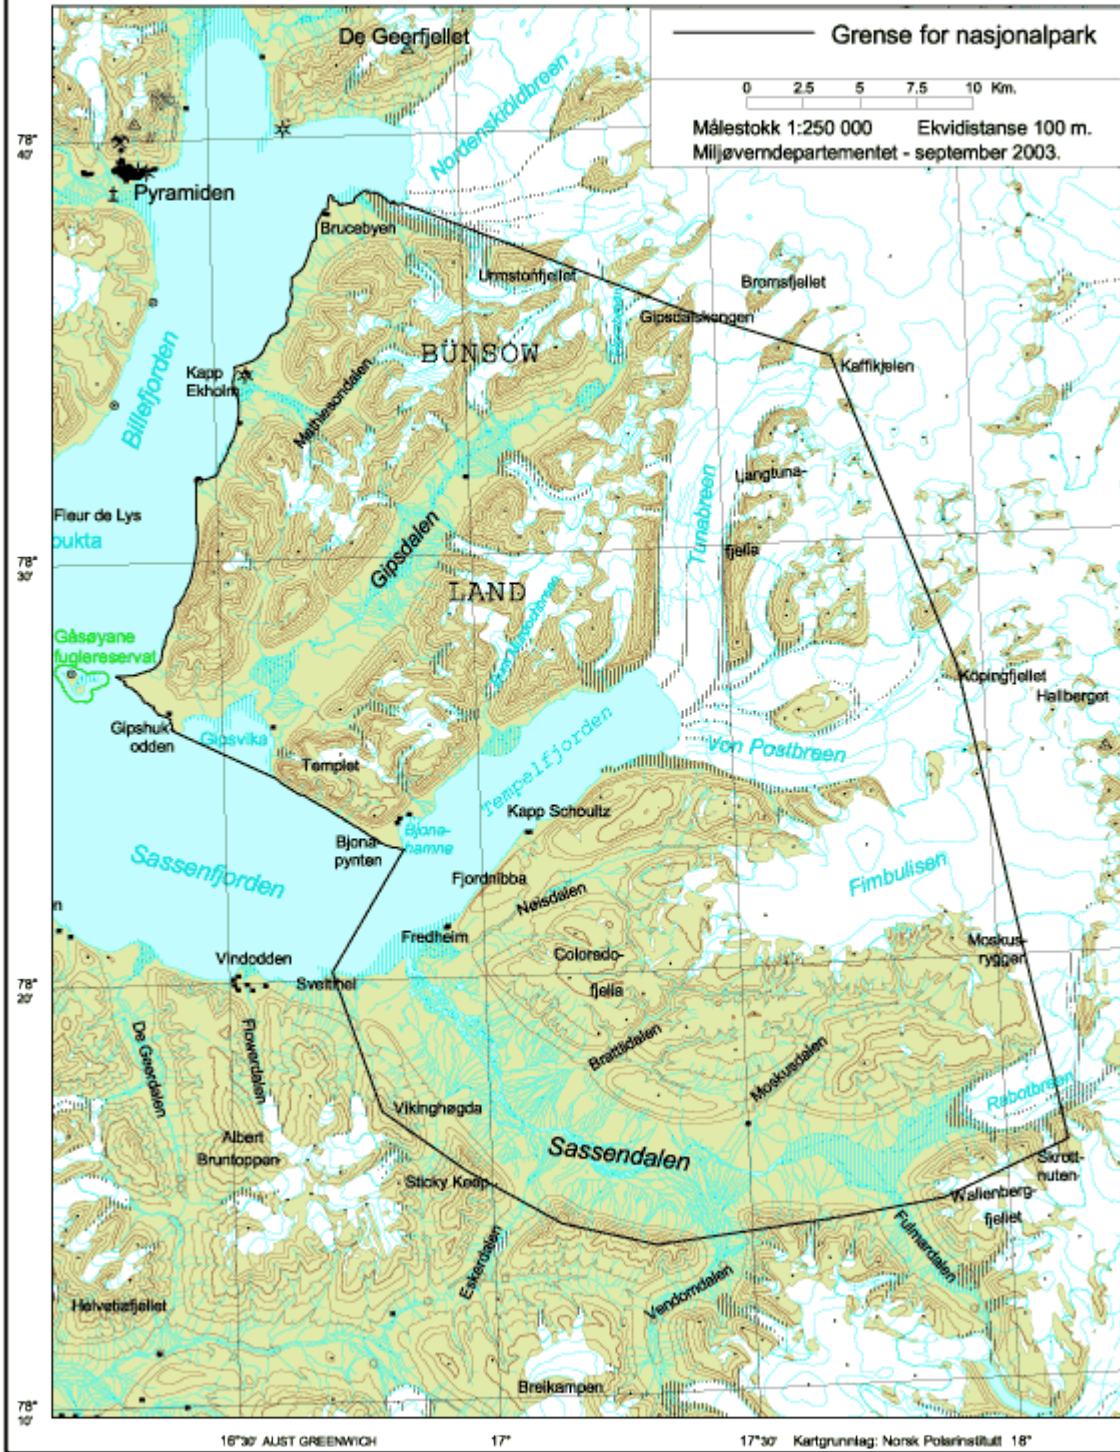 De Geerfjellet
Grense for nasjonalpark
0 2.5 5 7.5 10 Km.
Målestokk 1:250 000 Ekvidistanse 100 m.
Miljøverndepartementet - september 2003.
Nordenskiöldbreen
78°
40'
Pyramiden
Brucebyen
Urmstonfjellet
Bromsfjellet
Gipsdalskongen
BÜNSOW
Kapp
Ekholm
Kaffikjelen
Billefjorden
Mathiesondalen
Langtuna-
Tunabreen
Fleur de Lys
bukta
Gipsdalen
fjella
78°
30'
LAND
Gåsøyane
fuglereservat
Köpingfjellet
Hallberget
Gipshuk
odden
Gipsvika
Templet
Tempelfjorden
Von Postbreen
Kapp Schoultz
Bjona-
hamna
Bjona-
pynten
Sassenfjorden
Fjordnibba
Fimbulisen
Nøisdalen
Fredheim
Colorado-
fjella
Moskus-
ryggen
Vindodden
Sveltihel
78°
20'
De Geerdalen
Flowerdalen
Brattlidalen
Moskusdalen
Rabotbreen
Vikinghøgda
Albert
Bruntoppen
Sassendalen
Skrott-
nuten
Sticky Keep
Wallenberg-
fjellet
Eskerdalen
Fulmardalen
Vendomdalen
Helvetiafjellet
Breikampen
78°
10'
16°30' AUST GREENWICH 17° 17°30' Kartgrunnlag: Norsk Polarinstitutt 18°